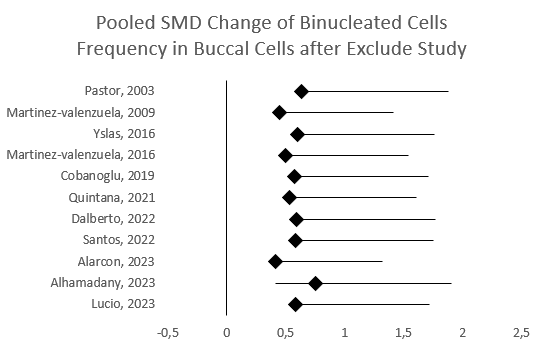 Pooled SMD Change of Binucleated Cells
Frequency in Buccal Cells after Exclude Study
Pastor, 2003
Martinez-valenzuela, 2009
Yslas, 2016
Martinez-valenzuela, 2016
Cobanoglu, 2019
Quintana, 2021
Dalberto, 2022
Santos, 2022
Alarcon, 2023
Alhamadany, 2023
Lucio, 2023
-0,5 0 0,5 1 1,5 2 2,5